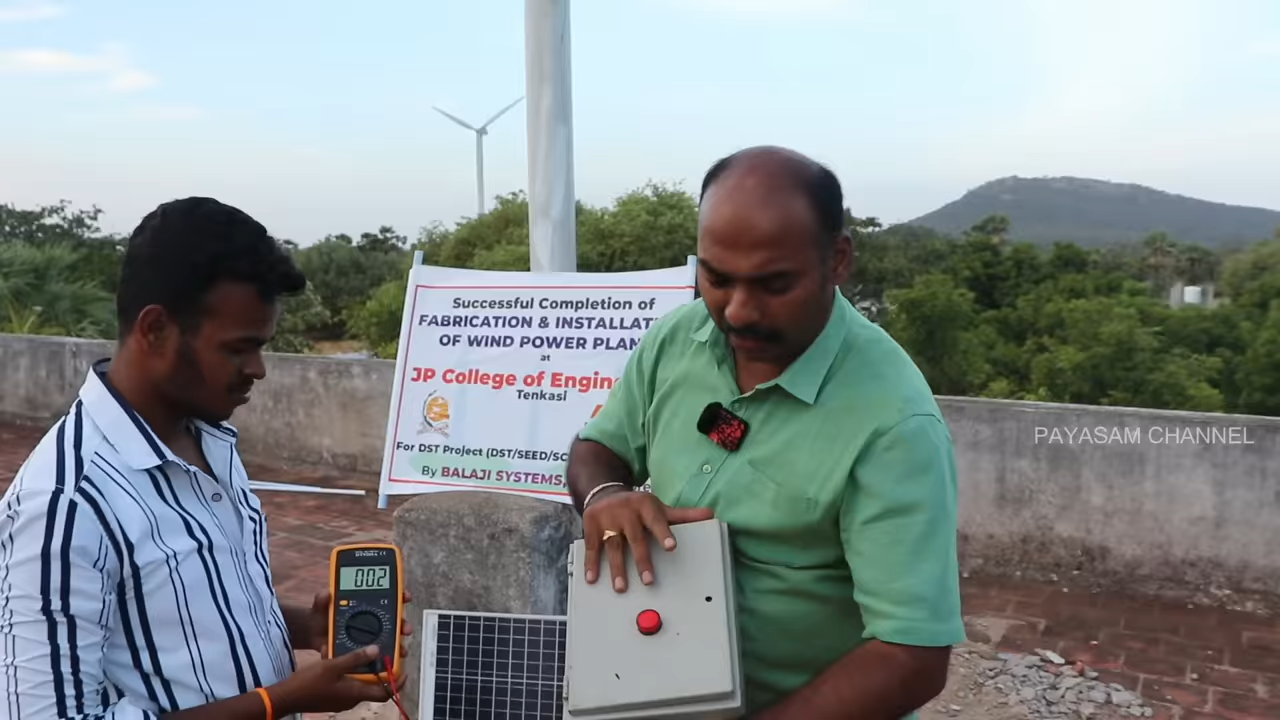 Successful Completion of
FABRICATION & INSTALLAT
OF WIND POWER PLAN
at
JP College of Engin
Tenkasi
For DST Project (DST/SEED/SC
By BALAJI SYSTEMS,
002
PAYASAM CHANNEL